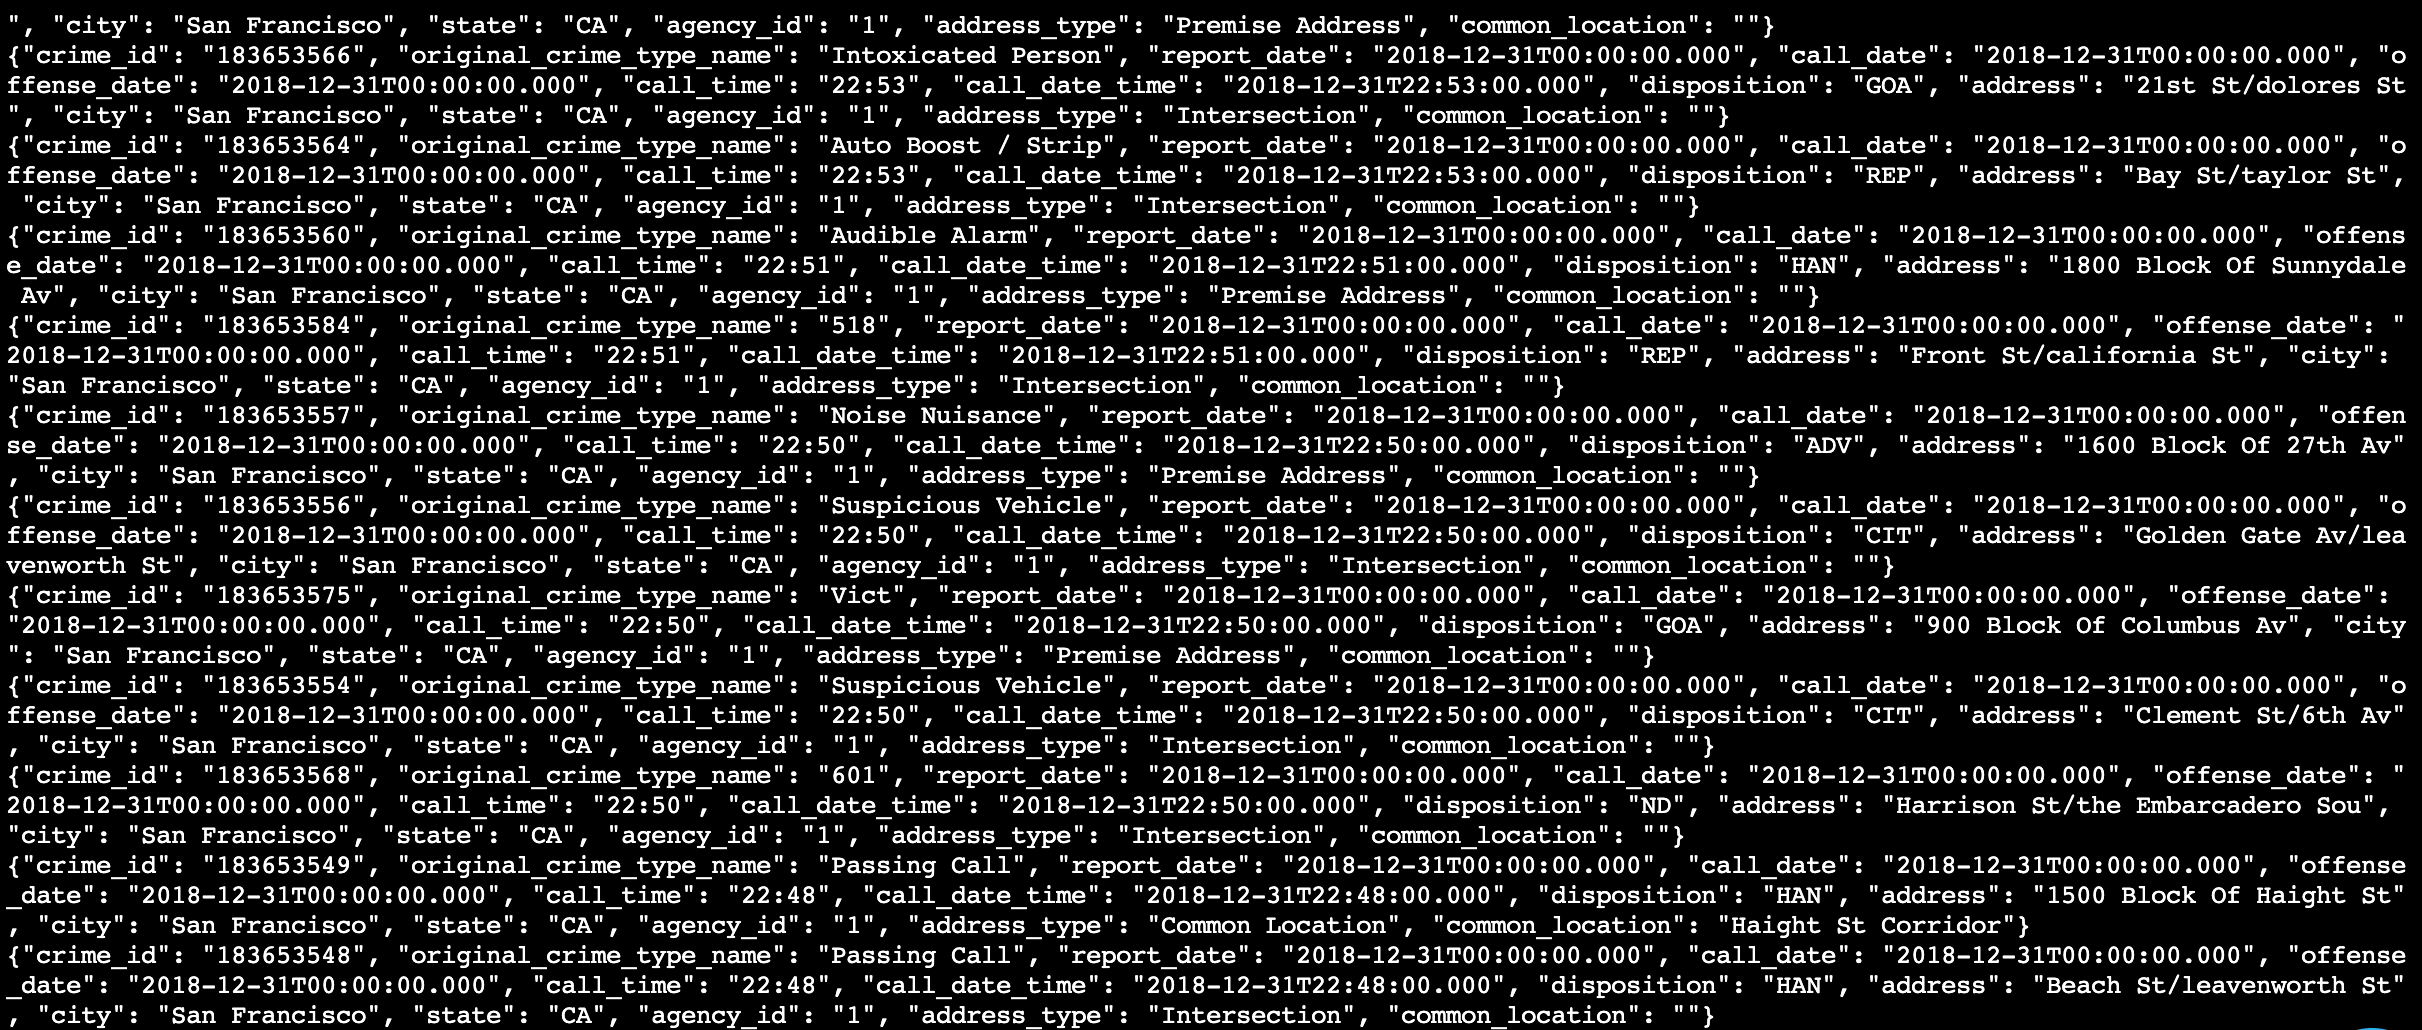 ", "city": "San Francisco", "state": "CA", "agency_id": "1", "address_type": "Premise Address", "common_location": ""}
{"crime_id": "183653566", "original_crime_type_name": "Intoxicated Person", "report_date": "2018-12-31T00:00:00.000", "call_date": "2018-12-31T00:00:00.000", "o
ffense_date": "2018-12-31T00:00:00.000", "call_time": "22:53", "call_date_time": "2018-12-31T22:53:00.000", "disposition": "GOA", "address": "21st St/dolores St
", "city": "San Francisco", "state": "CA", "agency_id": "1", "address_type": "Intersection", "common_location": ""}
{"crime_id": "183653564", "original_crime_type_name": "Auto Boost / Strip", "report_date": "2018-12-31T00:00:00.000", "call_date": "2018-12-31T00:00:00.000", "o
ffense_date": "2018-12-31T00:00:00.000", "call_time": "22:53", "call_date_time": "2018-12-31T22:53:00.000", "disposition": "REP", "address": "Bay St/taylor St",
 "city": "San Francisco", "state": "CA", "agency_id": "1", "address_type": "Intersection", "common_location": ""}
{"crime_id": "183653560", "original_crime_type_name": "Audible Alarm", "report_date": "2018-12-31T00:00:00.000", "call_date": "2018-12-31T00:00:00.000", "offens
e_date": "2018-12-31T00:00:00.000", "call_time": "22:51", "call_date_time": "2018-12-31T22:51:00.000", "disposition": "HAN", "address": "1800 Block Of Sunnydale
 Av", "city": "San Francisco", "state": "CA", "agency_id": "1", "address_type": "Premise Address", "common_location": ""}
{"crime_id": "183653584", "original_crime_type_name": "518", "report_date": "2018-12-31T00:00:00.000", "call_date": "2018-12-31T00:00:00.000", "offense_date": "
2018-12-31T00:00:00.000", "call_time": "22:51", "call_date_time": "2018-12-31T22:51:00.000", "disposition": "REP", "address": "Front St/california St", "city":
"San Francisco", "state": "CA", "agency_id": "1", "address_type": "Intersection", "common_location": ""}
{"crime_id": "183653557", "original_crime_type_name": "Noise Nuisance", "report_date": "2018-12-31T00:00:00.000", "call_date": "2018-12-31T00:00:00.000", "offen
se_date": "2018-12-31T00:00:00.000", "call_time": "22:50", "call_date_time": "2018-12-31T22:50:00.000", "disposition": "ADV", "address": "1600 Block Of 27th Av"
, "city": "San Francisco", "state": "CA", "agency_id": "1", "address_type": "Premise Address", "common_location": ""}
{"crime_id": "183653556", "original_crime_type_name": "Suspicious Vehicle", "report_date": "2018-12-31T00:00:00.000", "call_date": "2018-12-31T00:00:00.000", "o
ffense_date": "2018-12-31T00:00:00.000", "call_time": "22:50", "call_date_time": "2018-12-31T22:50:00.000", "disposition": "CIT", "address": "Golden Gate Av/lea
venworth St", "city": "San Francisco", "state": "CA", "agency_id": "1", "address_type": "Intersection", "common_location": ""}
{"crime_id": "183653575", "original_crime_type_name": "Vict", "report_date": "2018-12-31T00:00:00.000", "call_date": "2018-12-31T00:00:00.000", "offense_date":
"2018-12-31T00:00:00.000", "call_time": "22:50", "call_date_time": "2018-12-31T22:50:00.000", "disposition": "GOA", "address": "900 Block Of Columbus Av", "city
": "San Francisco", "state": "CA", "agency_id": "1", "address_type": "Premise Address", "common_location": ""}
{"crime_id": "183653554", "original_crime_type_name": "Suspicious Vehicle", "report_date": "2018-12-31T00:00:00.000", "call_date": "2018-12-31T00:00:00.000", "o
ffense_date": "2018-12-31T00:00:00.000", "call_time": "22:50", "call_date_time": "2018-12-31T22:50:00.000", "disposition": "CIT", "address": "Clement St/6th Av"
, "city": "San Francisco", "state": "CA", "agency_id": "1", "address_type": "Intersection", "common_location": ""}
{"crime_id": "183653568", "original_crime_type_name": "601", "report_date": "2018-12-31T00:00:00.000", "call_date": "2018-12-31T00:00:00.000", "offense_date": "
2018-12-31T00:00:00.000", "call_time": "22:50", "call_date_time": "2018-12-31T22:50:00.000", "disposition": "ND", "address": "Harrison St/the Embarcadero Sou",
"city": "San Francisco", "state": "CA", "agency_id": "1", "address_type": "Intersection", "common_location": ""}
{"crime_id": "183653549", "original_crime_type_name": "Passing Call", "report_date": "2018-12-31T00:00:00.000", "call_date": "2018-12-31T00:00:00.000", "offense
_date": "2018-12-31T00:00:00.000", "call_time": "22:48", "call_date_time": "2018-12-31T22:48:00.000", "disposition": "HAN", "address": "1500 Block Of Haight St"
, "city": "San Francisco", "state": "CA", "agency_id": "1", "address_type": "Common Location", "common_location": "Haight St Corridor"}
{"crime_id": "183653548", "original_crime_type_name": "Passing Call", "report_date": "2018-12-31T00:00:00.000", "call_date": "2018-12-31T00:00:00.000", "offense
_date": "2018-12-31T00:00:00.000", "call_time": "22:48", "call_date_time": "2018-12-31T22:48:00.000", "disposition": "HAN", "address": "Beach St/leavenworth St"
, "city": "San Francisco", "state": "CA", "agency_id": "1", "address_type": "Intersection", "common_location": ""}